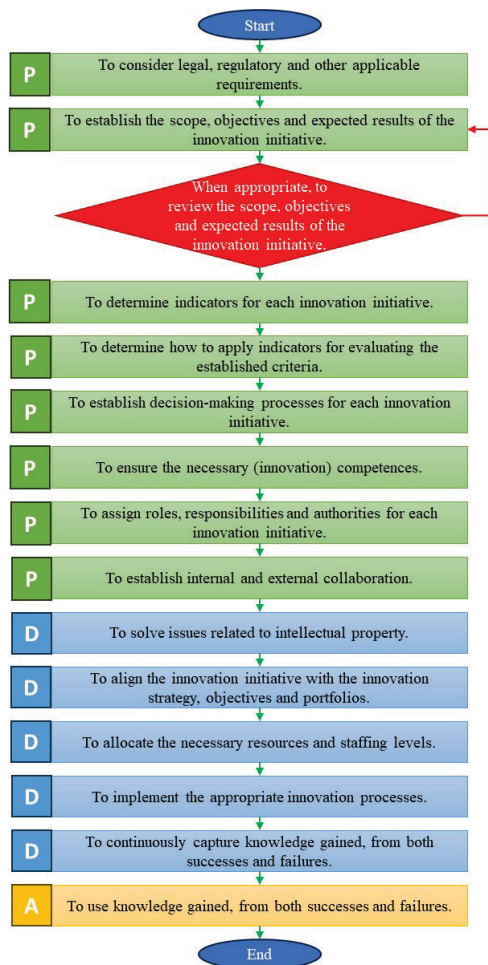 Start
P
To consider legal, regulatory and other applicable
requirements.
P
To establish the scope, objectives and expected results of the
innovation initiative.
When appropriate, to
review the scope, objectives
and expected results of the
innovation initiative.
P
To determine indicators for each innovation initiative.
P
To determine how to apply indicators for evaluating the
established criteria.
P
To establish decision-making processes for each innovation
initiative.
P
To ensure the necessary (innovation) competences.
P
To assign roles, responsibilities and authorities for each
innovation initiative.
P
To establish internal and external collaboration.
D
To solve issues related to intellectual property.
D
To align the innovation initiative with the innovation
strategy, objectives and portfolios.
D
To allocate the necessary resources and staffing levels.
D
To implement the appropriate innovation processes.
D
To continuously capture knowledge gained, from both
successes and failures.
A
To use knowledge gained, from both successes and failures.
End